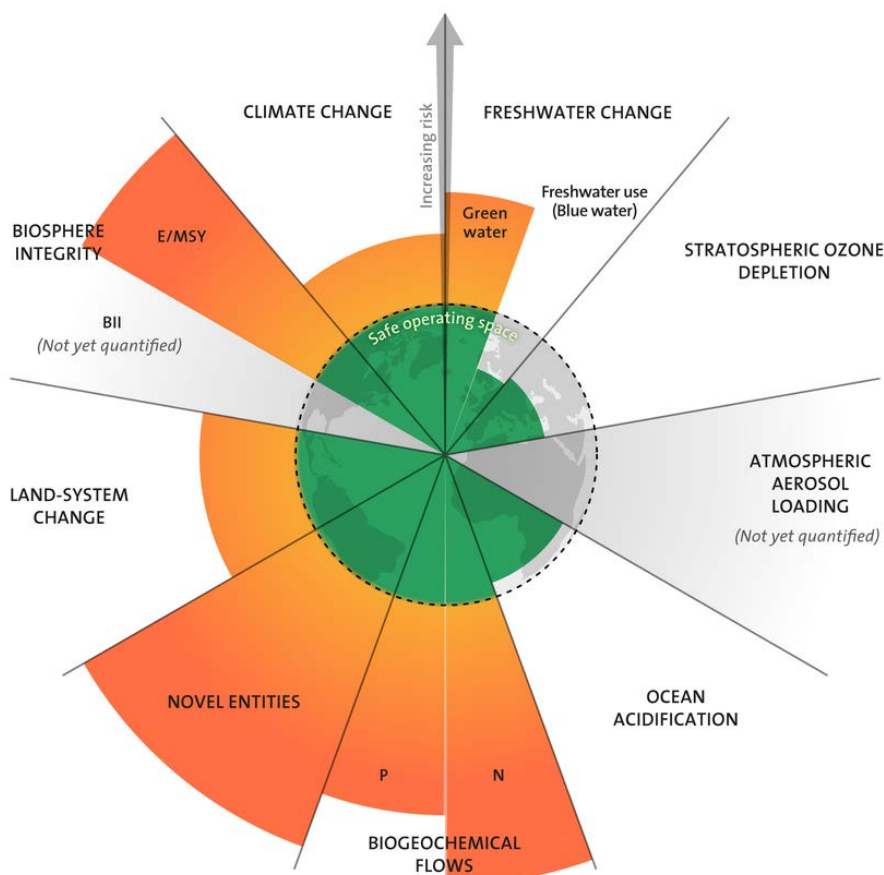 CLIMATE CHANGE
FRESHWATER CHANGE
Increasing risk
Freshwater use
(Blue water)
Green
water
E/MSY
BIOSPHERE
INTEGRITY
STRATOSPHERIC OZONE
DEPLETION
BII
(Not yet quantified)
Safe operating space
LAND-SYSTEM
CHANGE
ATMOSPHERIC
AEROSOL
LOADING
(Not yet quantified)
NOVEL ENTITIES
OCEAN
ACIDIFICATION
P
N
BIOGEOCHEMICAL
FLOWS